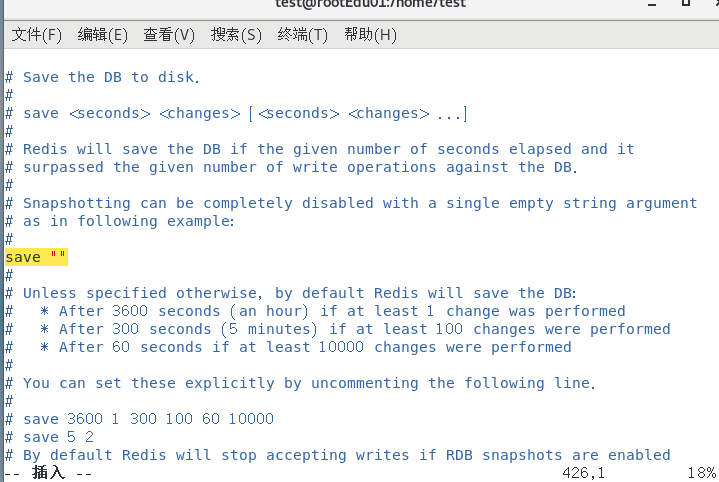 test@rootEdu01:/home/test
文件(F) 编辑(E) 查看(V) 搜索(S) 终端(T) 帮助(H)
# Save the DB to disk.
#
# save <seconds> <changes> [<seconds> <changes> ...]
#
# Redis will save the DB if the given number of seconds elapsed and it
# surpassed the given number of write operations against the DB.
#
# Snapshotting can be completely disabled with a single empty string argument
# as in following example:
#
save ""
#
# Unless specified otherwise, by default Redis will save the DB:
#   * After 3600 seconds (an hour) if at least 1 change was performed
#   * After 300 seconds (5 minutes) if at least 100 changes were performed
#   * After 60 seconds if at least 10000 changes were performed
#
# You can set these explicitly by uncommenting the following line.
#
# save 3600 1 300 100 60 10000
# save 5 2
# By default Redis will stop accepting writes if RDB snapshots are enabled
-- 插入 -- 426,1 18%